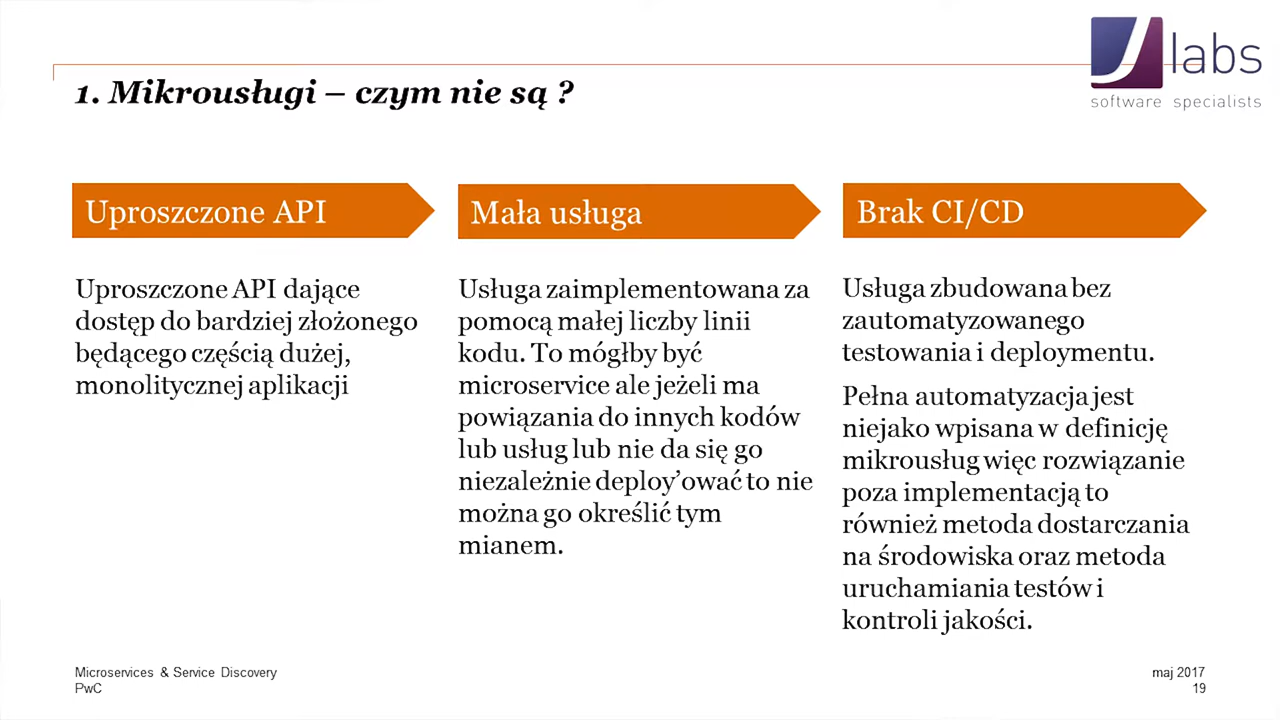 labs
software specialists
1. Mikrousługi – czym nie są ?
Uproszczone API
Uproszczone API dające
dostęp do bardziej złożonego
będącego częścią dużej,
monolitycznej aplikacji
Mała usługa
Usługa zaimplementowana za
pomocą małej liczby linii
kodu. To mógłby być
microservice ale jeżeli ma
powiązania do innych kodów
lub usług lub nie da się go
niezależnie deploy’ować to nie
można go określić tym
mianem.
Brak CI/CD
Usługa zbudowana bez
zautomatyzowanego
testowania i deploymentu.
Pełna automatyzacja jest
niejako wpisana w definicję
mikrousług więc rozwiązanie
poza implementacją to
również metoda dostarczania
na środowiska oraz metoda
uruchamiania testów i
kontroli jakości.
Microservices & Service Discovery
PwC
maj 2017
19